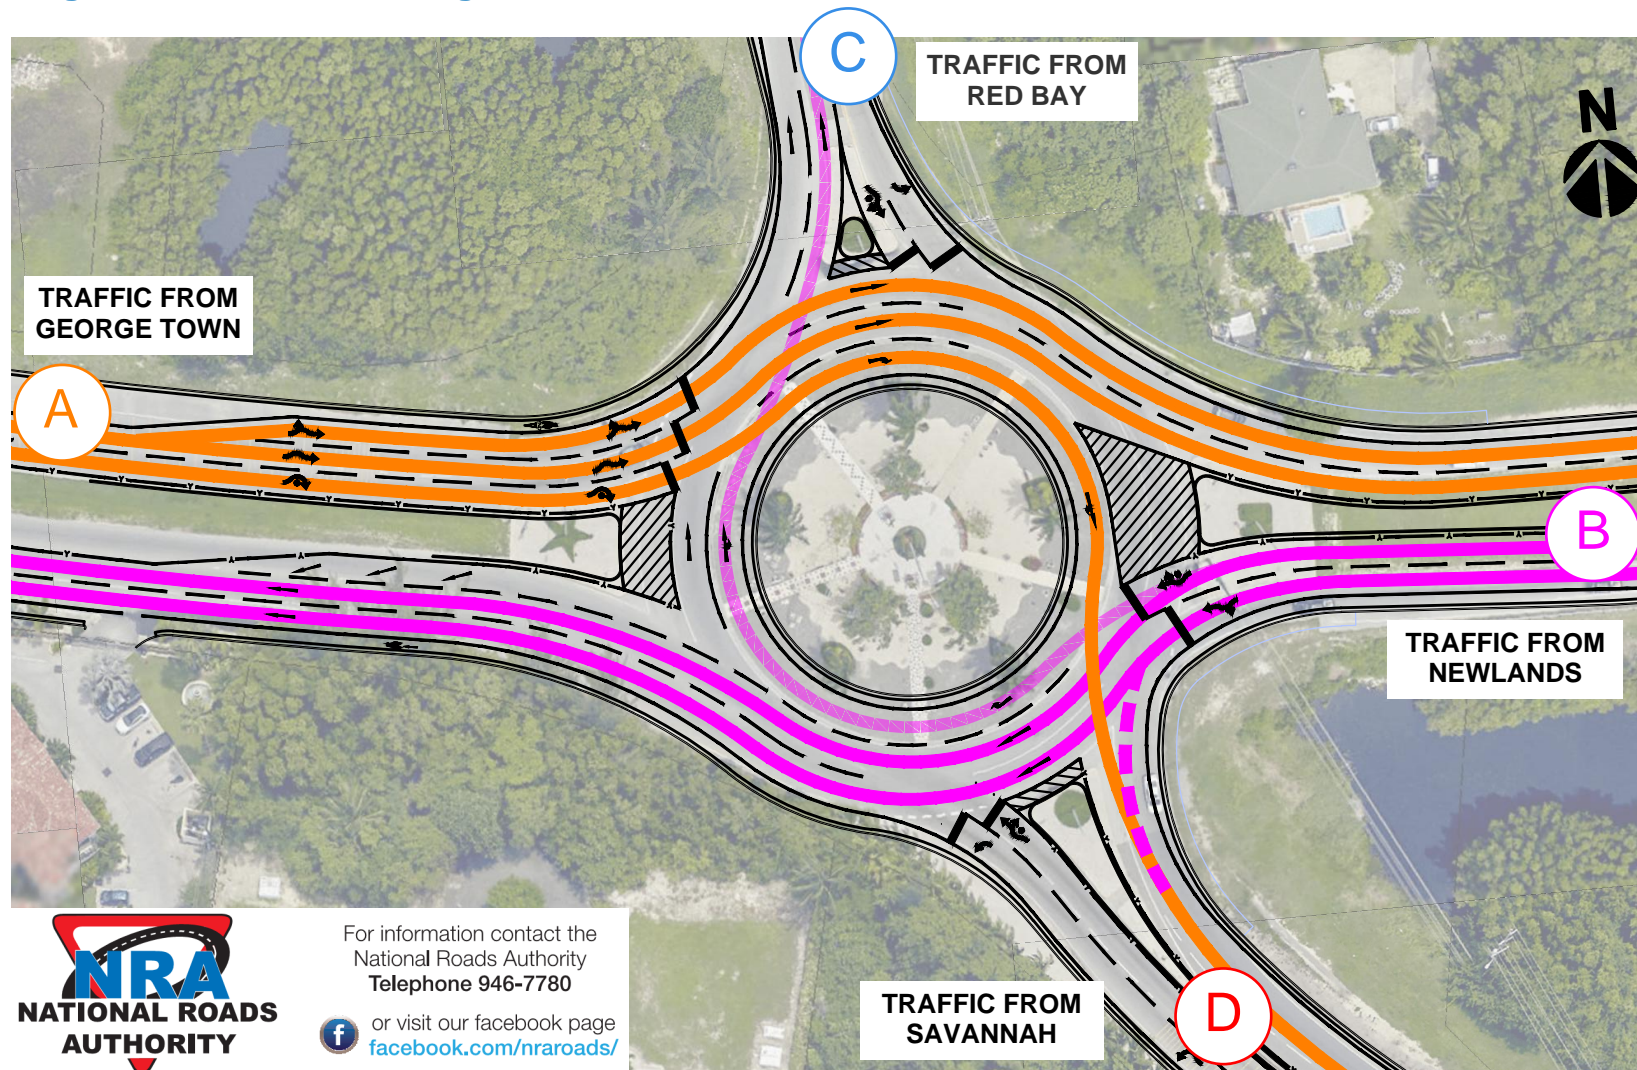 C
TRAFFIC FROM
RED BAY
N
TRAFFIC FROM
GEORGE TOWN
A
B
TRAFFIC FROM
NEWLANDS
NRA
NATIONAL ROADS
AUTHORITY
For information contact the
National Roads Authority
Telephone 946-7780
f
or visit our facebook page
facebook.com/nraroads/
TRAFFIC FROM
SAVANNAH
D